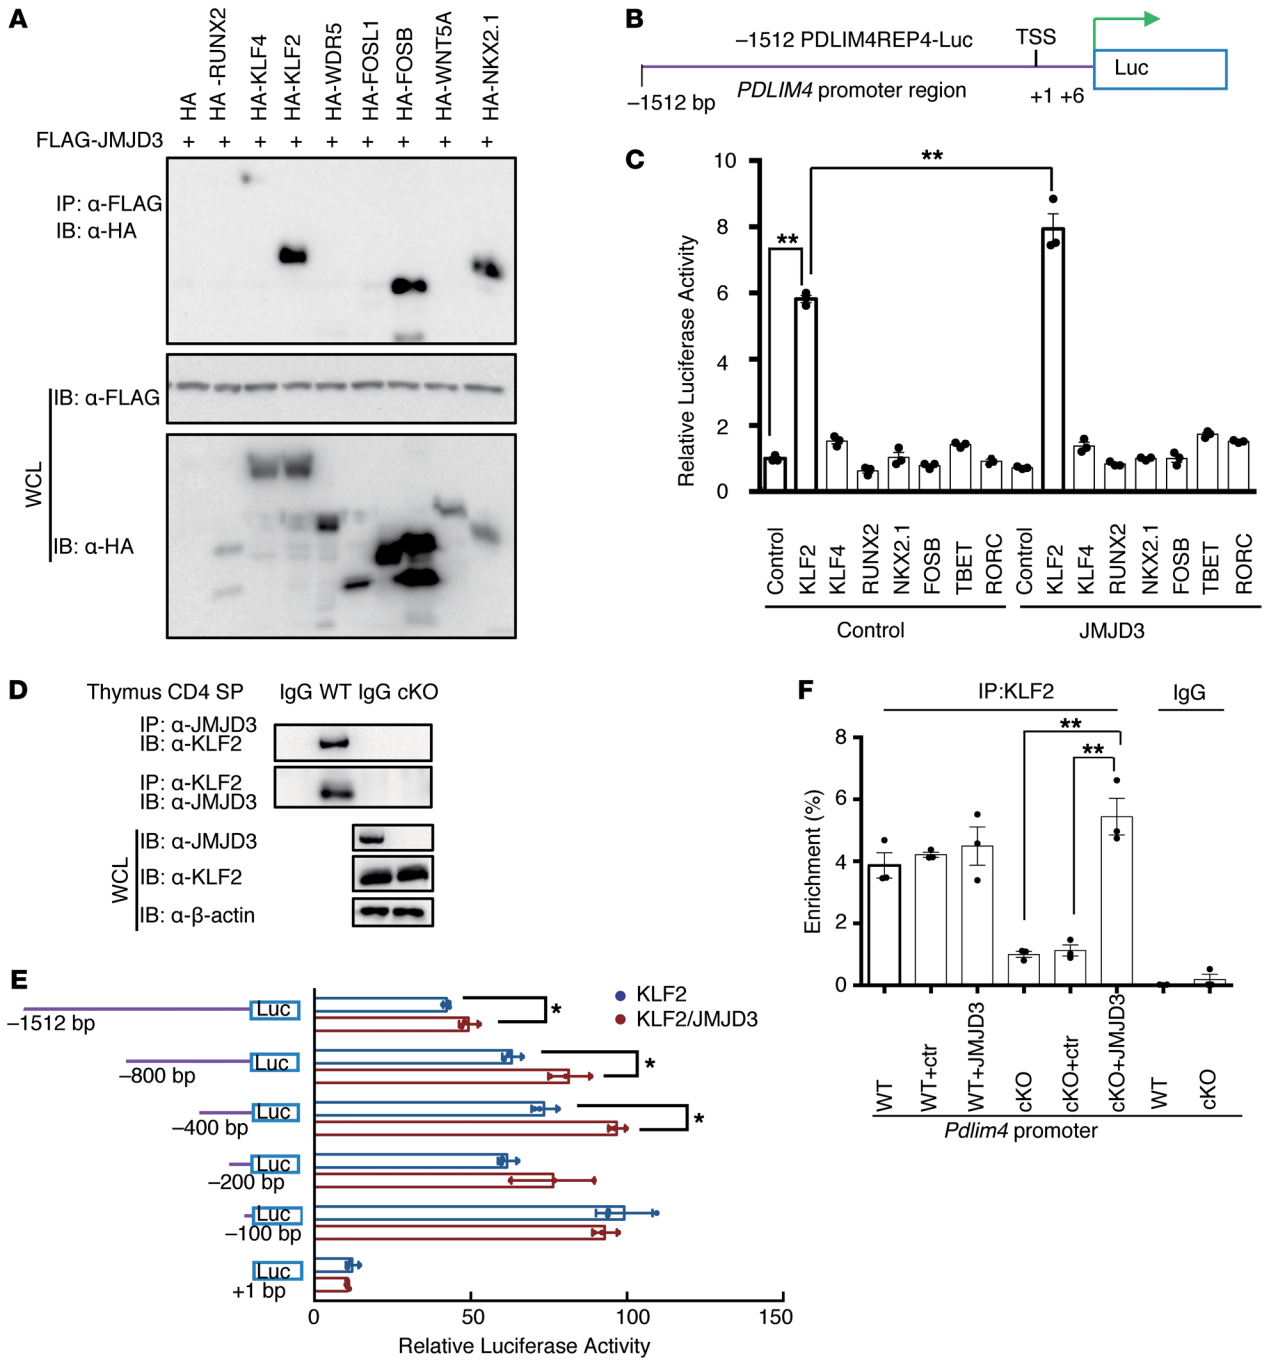 A
HA
HA -RUNX2
HA-KLF4
HA-KLF2
HA-WDR5
HA-FOSL1
HA-FOSB
HA-WNT5A
HA-NKX2.1
FLAG-JMJD3 + + + + + + + + +
IP: α-FLAG
IB: α-HA
IB: α-FLAG
WCL
IB: α-HA
B
–1512 PDLIM4REP4-Luc
TSS
Luc
–1512 bp
PDLIM4 promoter region
+1 +6
C
Relative Luciferase Activity
10
8
6
4
2
0
**
**
Control
KLF2
KLF4
RUNX2
NKX2.1
FOSB
TBET
RORC
Control
KLF2
KLF4
RUNX2
NKX2.1
FOSB
TBET
RORC
Control
JMJD3
D
Thymus CD4 SP IgG WT IgG cKO
IP: α-JMJD3
IB: α-KLF2
IP: α-KLF2
IB: α-JMJD3
WCL
IB: α-JMJD3
IB: α-KLF2
IB: α-β-actin
E
KLF2
KLF2/JMJD3
Luc
–1512 bp
*
Luc
–800 bp
*
Luc
–400 bp
*
Luc
–200 bp
Luc
–100 bp
Luc
+1 bp
0 50 100 150
Relative Luciferase Activity
F
IP:KLF2
IgG
Enrichment (%)
8
6
4
2
0
**
**
WT
WT+ctr
WT+JMJD3
cKO
cKO+ctr
cKO+JMJD3
WT
cKO
Pdlim4 promoter